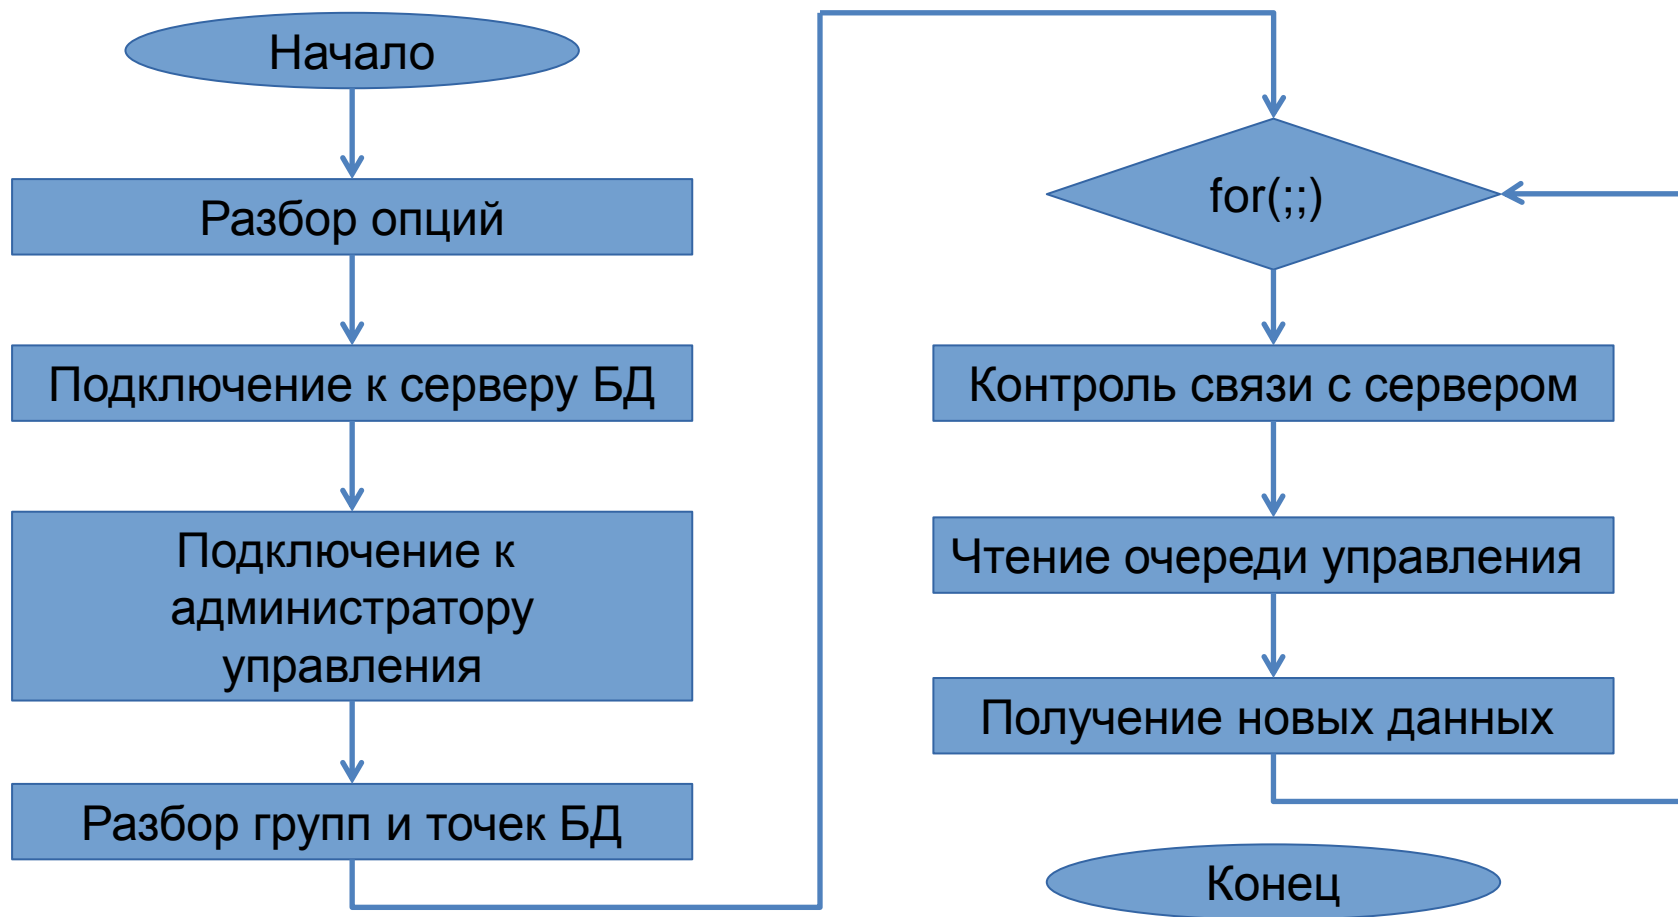 Начало
Разбор опций
Подключение к серверу БД
Подключение к
администратору
управления
Разбор групп и точек БД
for(;;)
Контроль связи с сервером
Чтение очереди управления
Получение новых данных
Конец